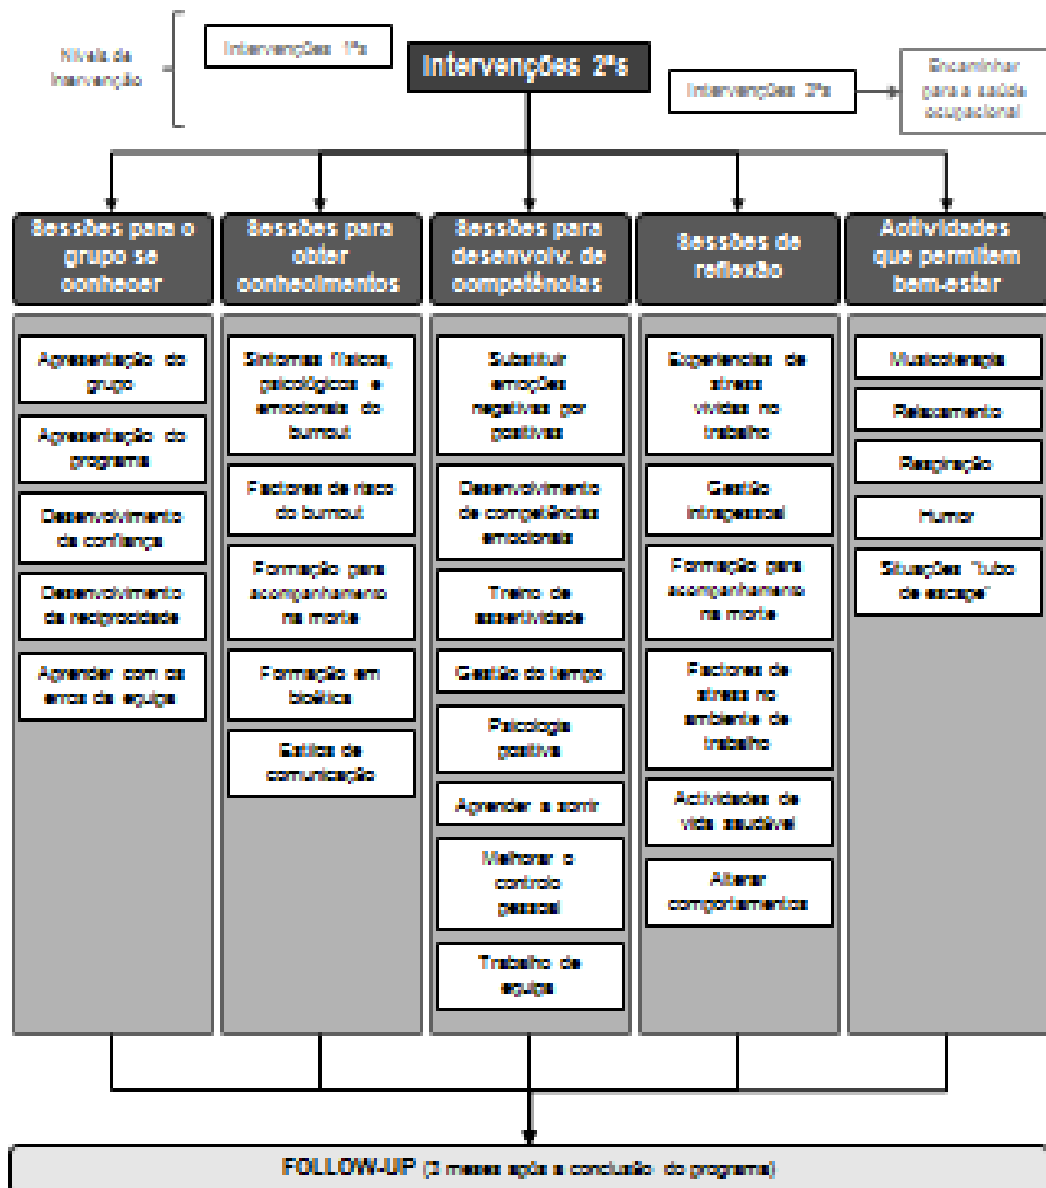 Níveis de
Intervenção
Intervenções 1ªs
Intervenções 2ªs
Intervenções
Encaminhar
para a saúde
ocupacional
Sessões para o
grupo se
conhecer
Sessões para
obter
conhecimentos
Sessões para
desenvolv. de
competências
Sessões de
reflexão
Actividades
que permitem
bem-estar
Apresentação do
grupo
Apresentação do
programa
Desenvolvimento
da confiança
Desenvolvimento
da reciprocidade
Aprender com os
erros da equipa
Sintomas físicos,
psicológicos e
emocionais do
burnout
Factores de risco
do burnout
Formação para
acompanhamento
na morte
Formação em
bioética
Estilos de
comunicação
Substituir
emoções
negativas por
positivas
Desenvolvimento
de competências
emocionais
Treino de
assertividade
Gestão do tempo
Psicologia
positiva
Aprender a sorrir
Melhorar o
controlo
pessoal
Trabalho de
equipa
Experiencias de
stress
vividas no
trabalho
Gestão
intrapessoal
Formação para
acompanhamento
na morte
Factores de
stress no
ambiente de
trabalho
Actividades de
vida saudável
Alterar
comportamentos
Musicoterapia
Relaxamento
Respiração
Humor
Situações "tubo
de escape"
FOLLOW-UP (3 meses após a conclusão do programa)